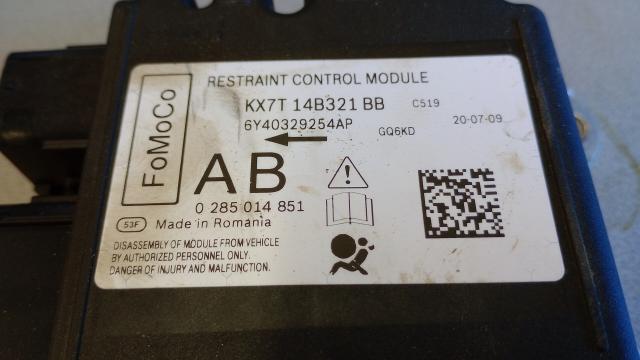 FoMoCo
RESTRAINT CONTROL MODULE
KX7T 14B321 BB C519
6Y40329254AP GQ6KD 20-07-09
AB
0 285 014 851
53F Made in Romania
DISASSEMBLY OF MODULE FROM VEHICLE
BY AUTHORIZED PERSONNEL ONLY.
DANGER OF INJURY AND MALFUNCTION.